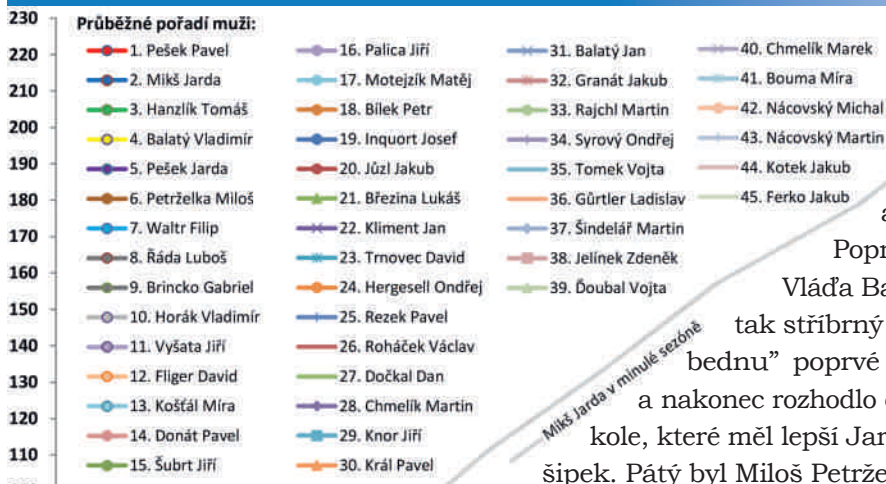 Průběžné pořadí muži:
230
220
210
200
190
180
170
160
150
140
130
120
110
1. Pešek Pavel
2. Mikš Jarda
3. Hanzlík Tomáš
4. Balatý Vladimír
5. Pešek Jarda
6. Petrželka Miloš
7. Waltr Filip
8. Řáda Luboš
9. Brincko Gabriel
10. Horák Vladimír
11. Vyšata Jiří
12. Fliger David
13. Košťál Míra
14. Donát Pavel
15. Šubrt Jiří
16. Palica Jiří
17. Motejzík Matěj
18. Bílek Petr
19. Inquort Josef
20. Jůzl Jakub
21. Březina Lukáš
22. Kliment Jan
23. Trnovec David
24. Hergesell Ondřej
25. Rezek Pavel
26. Roháček Václav
27. Dočkal Dan
28. Chmelík Martin
29. Knor Jiří
30. Král Pavel
31. Balatý Jan
32. Granát Jakub
33. Rajchl Martin
34. Syrový Ondřej
35. Tomek Vojta
36. Gůrtler Ladislav
37. Šindelář Martin
38. Jelínek Zdeněk
39. Ďoubal Vojta
40. Chmelík Marek
41. Bouma Míra
42. Nácovský Michal
43. Nácovský Martin
44. Kotek Jakub
45. Ferko Jakub
Mikš Jarda v minulé sezóně
Vláďa
tak stříbrný
bednu” poprvé
a nakonec rozhodlo
kole, které měl lepší
šipek. Pátý byl Miloš